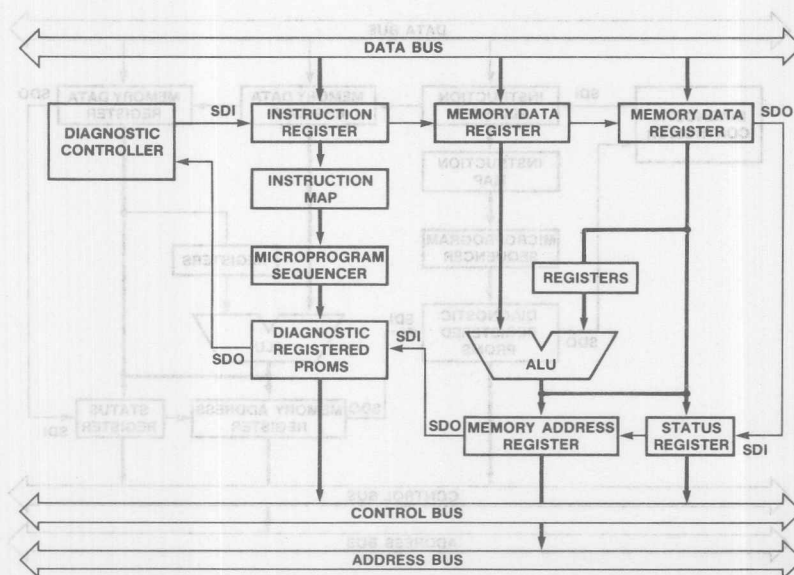 DATA BUS
DIAGNOSTIC
CONTROLLER
SDI
INSTRUCTION
REGISTER
MEMORY DATA
REGISTER
MEMORY DATA
REGISTER
SDO
INSTRUCTION
MAP
MICROPROGRAM
SEQUENCER
REGISTERS
DIAGNOSTIC
REGISTERED
PROMS
SDO
SDI
ALU
SDO
MEMORY ADDRESS
REGISTER
STATUS
REGISTER
SDI
CONTROL BUS
ADDRESS BUS